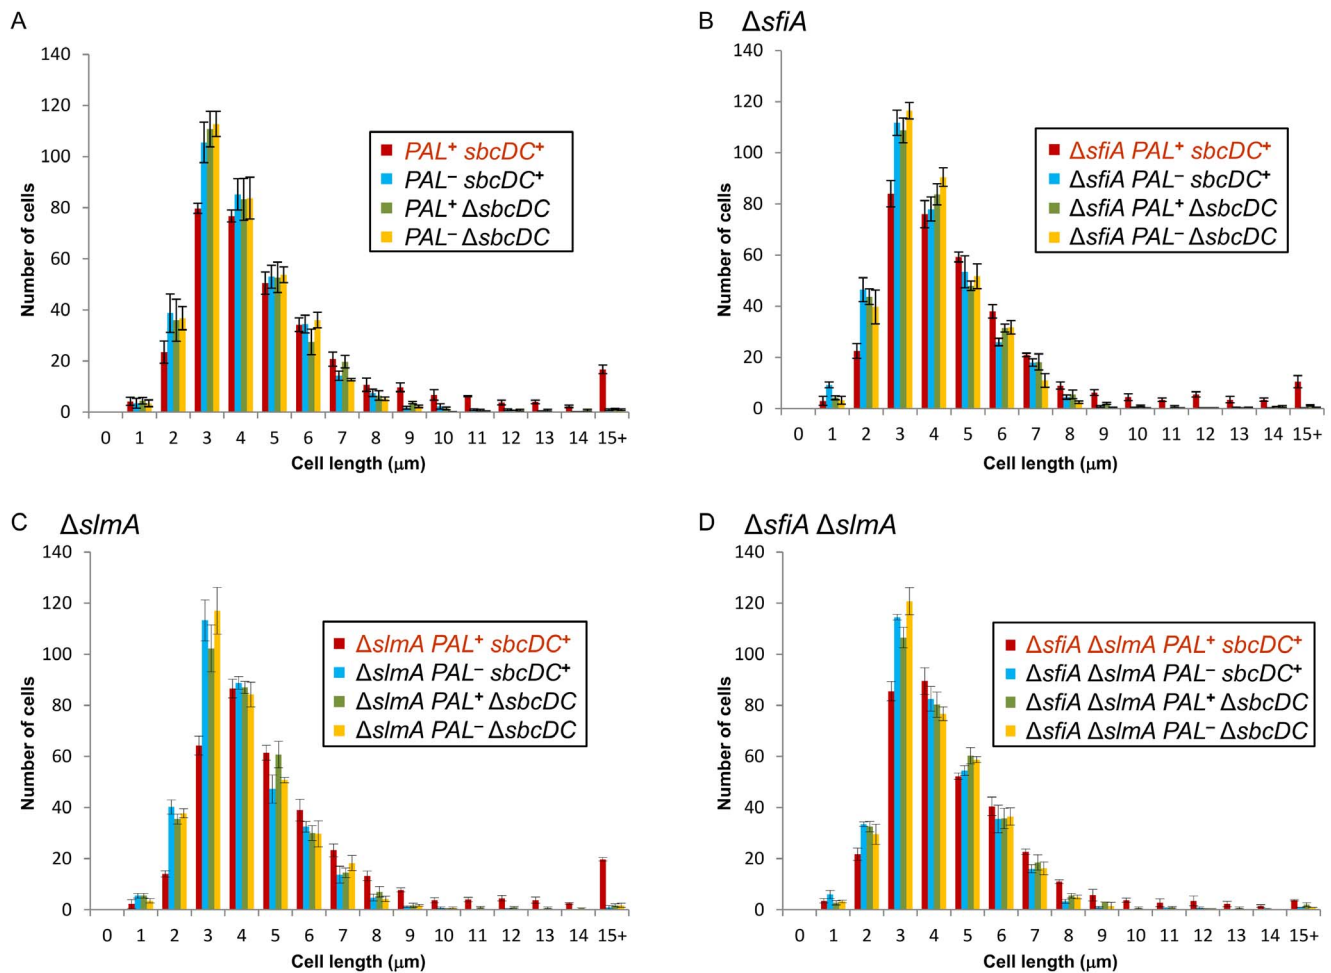 A
140
120
100
80
60
40
20
0
Number of cells
PAL⁺ sbcDC⁺
PAL⁻ sbcDC⁺
PAL⁺ ΔsbcDC
PAL⁻ ΔsbcDC
0 1 2 3 4 5 6 7 8 9 10 11 12 13 14 15+
Cell length (μm)
B ΔsfiA
140
120
100
80
60
40
20
0
Number of cells
ΔsfiA PAL⁺ sbcDC⁺
ΔsfiA PAL⁻ sbcDC⁺
ΔsfiA PAL⁺ ΔsbcDC
ΔsfiA PAL⁻ ΔsbcDC
0 1 2 3 4 5 6 7 8 9 10 11 12 13 14 15+
Cell length (μm)
C ΔslmA
140
120
100
80
60
40
20
0
Number of cells
ΔslmA PAL⁺ sbcDC⁺
ΔslmA PAL⁻ sbcDC⁺
ΔslmA PAL⁺ ΔsbcDC
ΔslmA PAL⁻ ΔsbcDC
0 1 2 3 4 5 6 7 8 9 10 11 12 13 14 15+
Cell length (μm)
D ΔsfiA ΔslmA
140
120
100
80
60
40
20
0
Number of cells
ΔsfiA ΔslmA PAL⁺ sbcDC⁺
ΔsfiA ΔslmA PAL⁻ sbcDC⁺
ΔsfiA ΔslmA PAL⁺ ΔsbcDC
ΔsfiA ΔslmA PAL⁻ ΔsbcDC
0 1 2 3 4 5 6 7 8 9 10 11 12 13 14 15+
Cell length (μm)